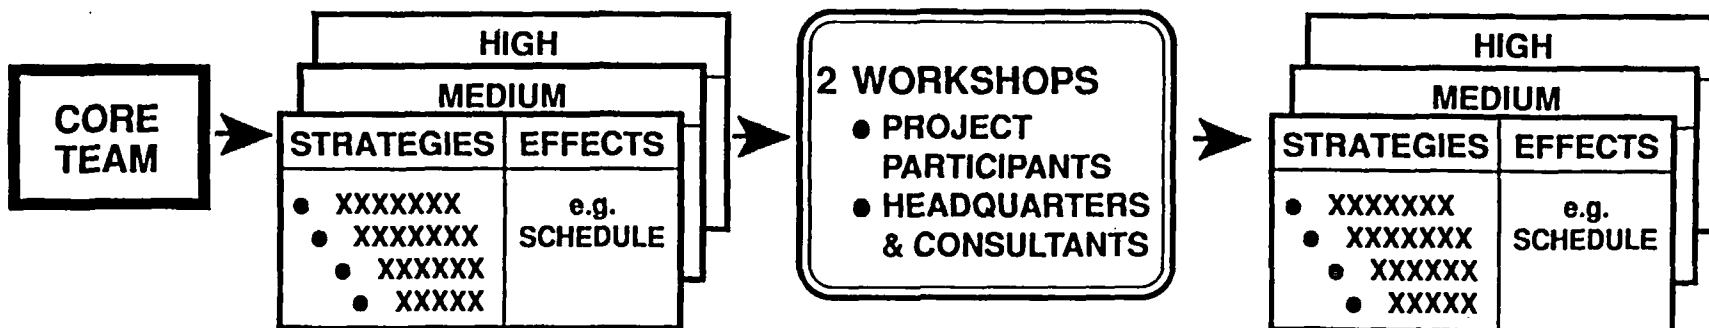 CORE
TEAM
HIGH
MEDIUM
STRATEGIES EFFECTS
● XXXXXXX
● XXXXXXX
● XXXXXX
● XXXXX
e.g.
SCHEDULE
2 WORKSHOPS
● PROJECT
PARTICIPANTS
● HEADQUARTERS
& CONSULTANTS
HIGH
MEDIUM
STRATEGIES EFFECTS
● XXXXXXX
● XXXXXXX
● XXXXXX
● XXXXX
e.g.
SCHEDULE